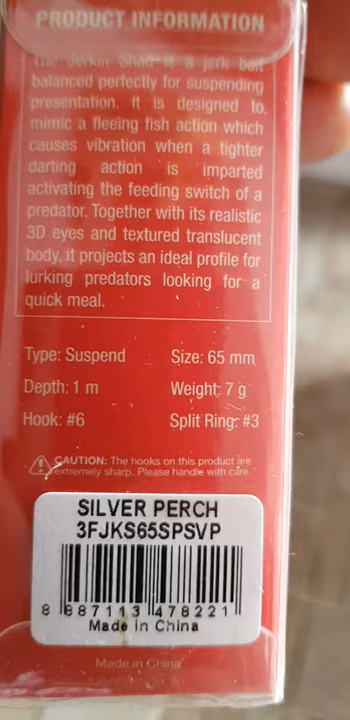 PRODUCT INFORMATION
The Jerkin Shad is a jerk bait
balanced perfectly for suspending
presentation. It is designed to
mimic a fleeing fish action which
causes vibration when a tighter
darting action is imparted
activating the feeding switch of a
predator. Together with its realistic
3D eyes and textured translucent
body, it projects an ideal profile for
lurking predators looking for a
quick meal.
Type: Suspend Size: 65 mm
Depth: 1 m Weight: 7 g
Hook: #6 Split Ring: #3
CAUTION: The hooks on this product are
extremely sharp. Please handle with care.
SILVER PERCH
3FJKS65SPSVP
8 887113 478221
Made in China
Made in China